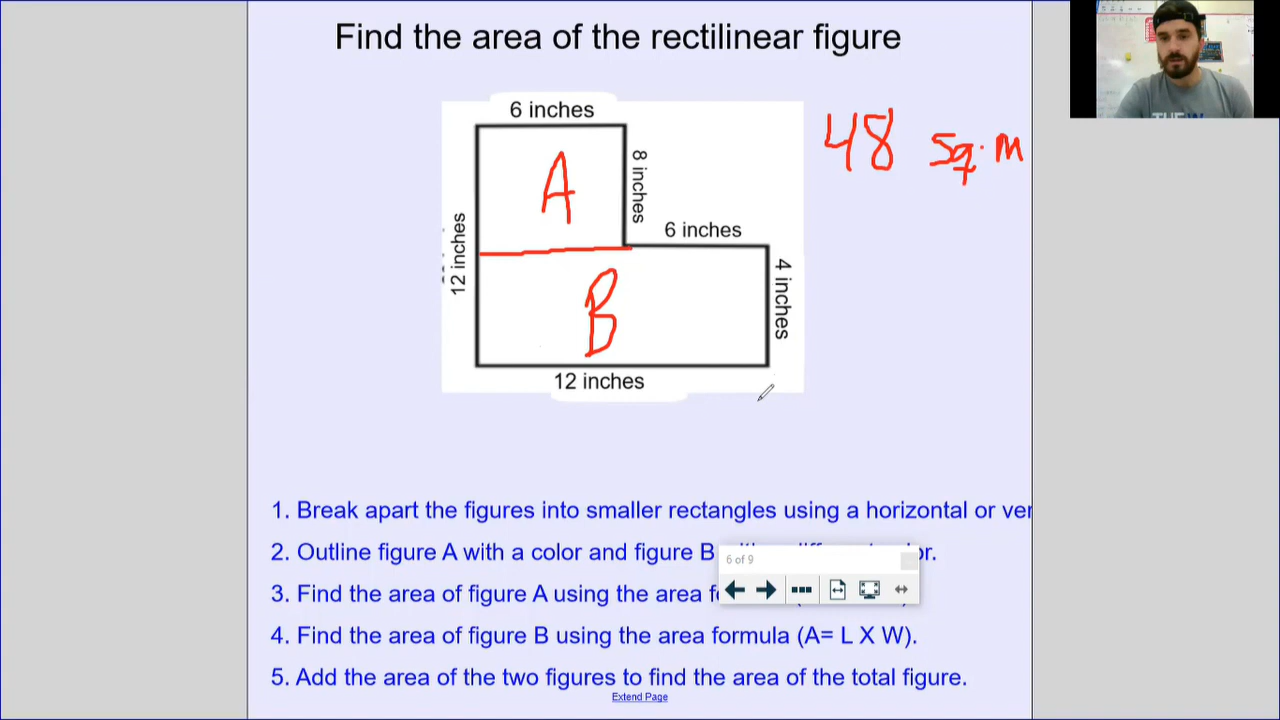 Find the area of the rectilinear figure
6 inches
48 sq. m
A
8 inches
6 inches
12 inches
4 inches
B
12 inches
1. Break apart the figures into smaller rectangles using a horizontal or ver
2. Outline figure A with a color and figure B
6 of 9
3. Find the area of figure A using the area
4. Find the area of figure B using the area formula (A= L X W).
5. Add the area of the two figures to find the area of the total figure.
Extend Page